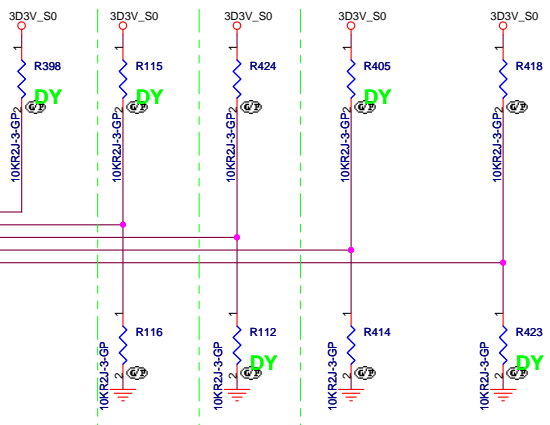 3D3V_S0 3D3V_S0 3D3V_S0 3D3V_S0 3D3V_S0
1 1 1 1 1
R398 R115 R424 R405 R418
DY DY DY
2 2 2 2 2
G/P G/P G/P G/P G/P
10KR2J-3-GP 10KR2J-3-GP 10KR2J-3-GP 10KR2J-3-GP 10KR2J-3-GP
1 1 1 1
R116 R112 R414 R423
DY DY
2 2 2 2
G/P G/P G/P G/P
10KR2J-3-GP 10KR2J-3-GP 10KR2J-3-GP 10KR2J-3-GP